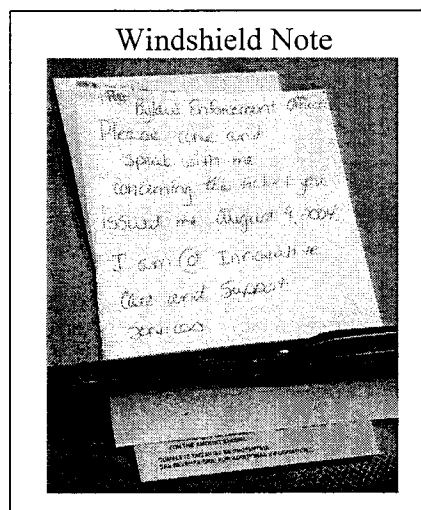 Windshield Note
Bylaw Enforcement Officer
Please come and
speak with me
concerning the ticket you
issued me August 9, 2004.
I am @ Innovative
Care and Support
Services